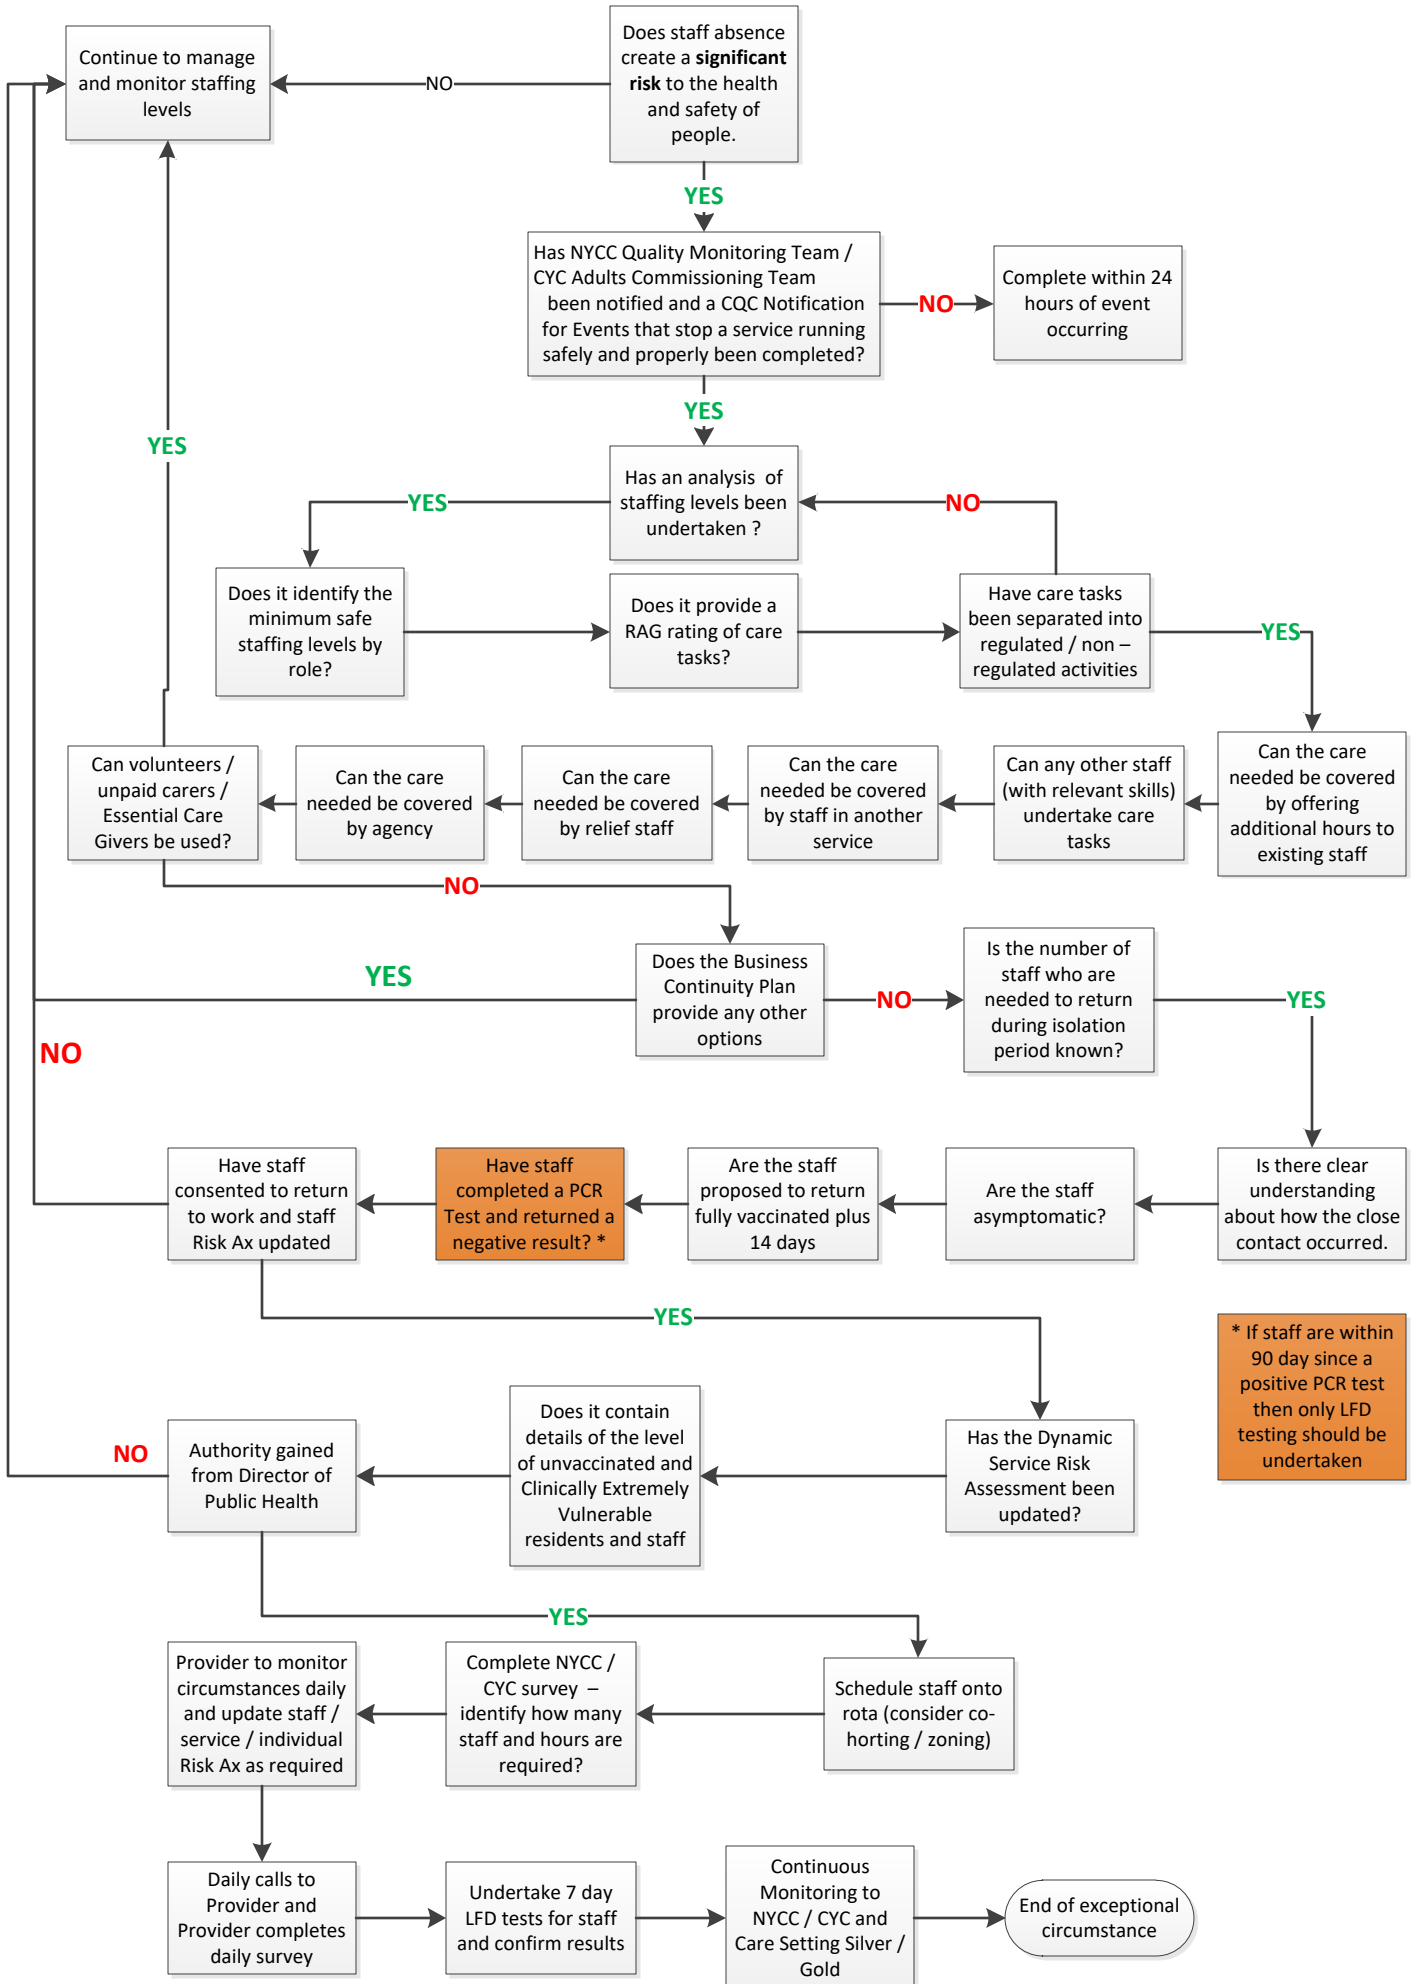 Continue to manage
and monitor staffing
levels
NO
Does staff absence
create a significant
risk to the health
and safety of
people.
YES
Has NYCC Quality Monitoring Team /
CYC Adults Commissioning Team
been notified and a CQC Notification
for Events that stop a service running
safely and properly been completed?
NO
Complete within 24
hours of event
occurring
YES
YES
Has an analysis of
staffing levels been
undertaken ?
YES
NO
Does it identify the
minimum safe
staffing levels by
role?
Does it provide a
RAG rating of care
tasks?
Have care tasks
been separated into
regulated / non –
regulated activities
YES
Can volunteers /
unpaid carers /
Essential Care
Givers be used?
Can the care
needed be covered
by agency
Can the care
needed be covered
by relief staff
Can the care
needed be covered
by staff in another
service
Can any other staff
(with relevant skills)
undertake care
tasks
Can the care
needed be covered
by offering
additional hours to
existing staff
NO
YES
Does the Business
Continuity Plan
provide any other
options
NO
Is the number of
staff who are
needed to return
during isolation
period known?
YES
NO
Have staff
consented to return
to work and staff
Risk Ax updated
Have staff
completed a PCR
Test and returned a
negative result? *
Are the staff
proposed to return
fully vaccinated plus
14 days
Are the staff
asymptomatic?
Is there clear
understanding
about how the close
contact occurred.
YES
* If staff are within
90 day since a
positive PCR test
then only LFD
testing should be
undertaken
NO
Authority gained
from Director of
Public Health
Does it contain
details of the level
of unvaccinated and
Clinically Extremely
Vulnerable
residents and staff
Has the Dynamic
Service Risk
Assessment been
updated?
YES
Provider to monitor
circumstances daily
and update staff /
service / individual
Risk Ax as required
Complete NYCC /
CYC survey –
identify how many
staff and hours are
required?
Schedule staff onto
rota (consider co-
horting / zoning)
Daily calls to
Provider and
Provider completes
daily survey
Undertake 7 day
LFD tests for staff
and confirm results
Continuous
Monitoring to
NYCC / CYC and
Care Setting Silver /
Gold
End of exceptional
circumstance